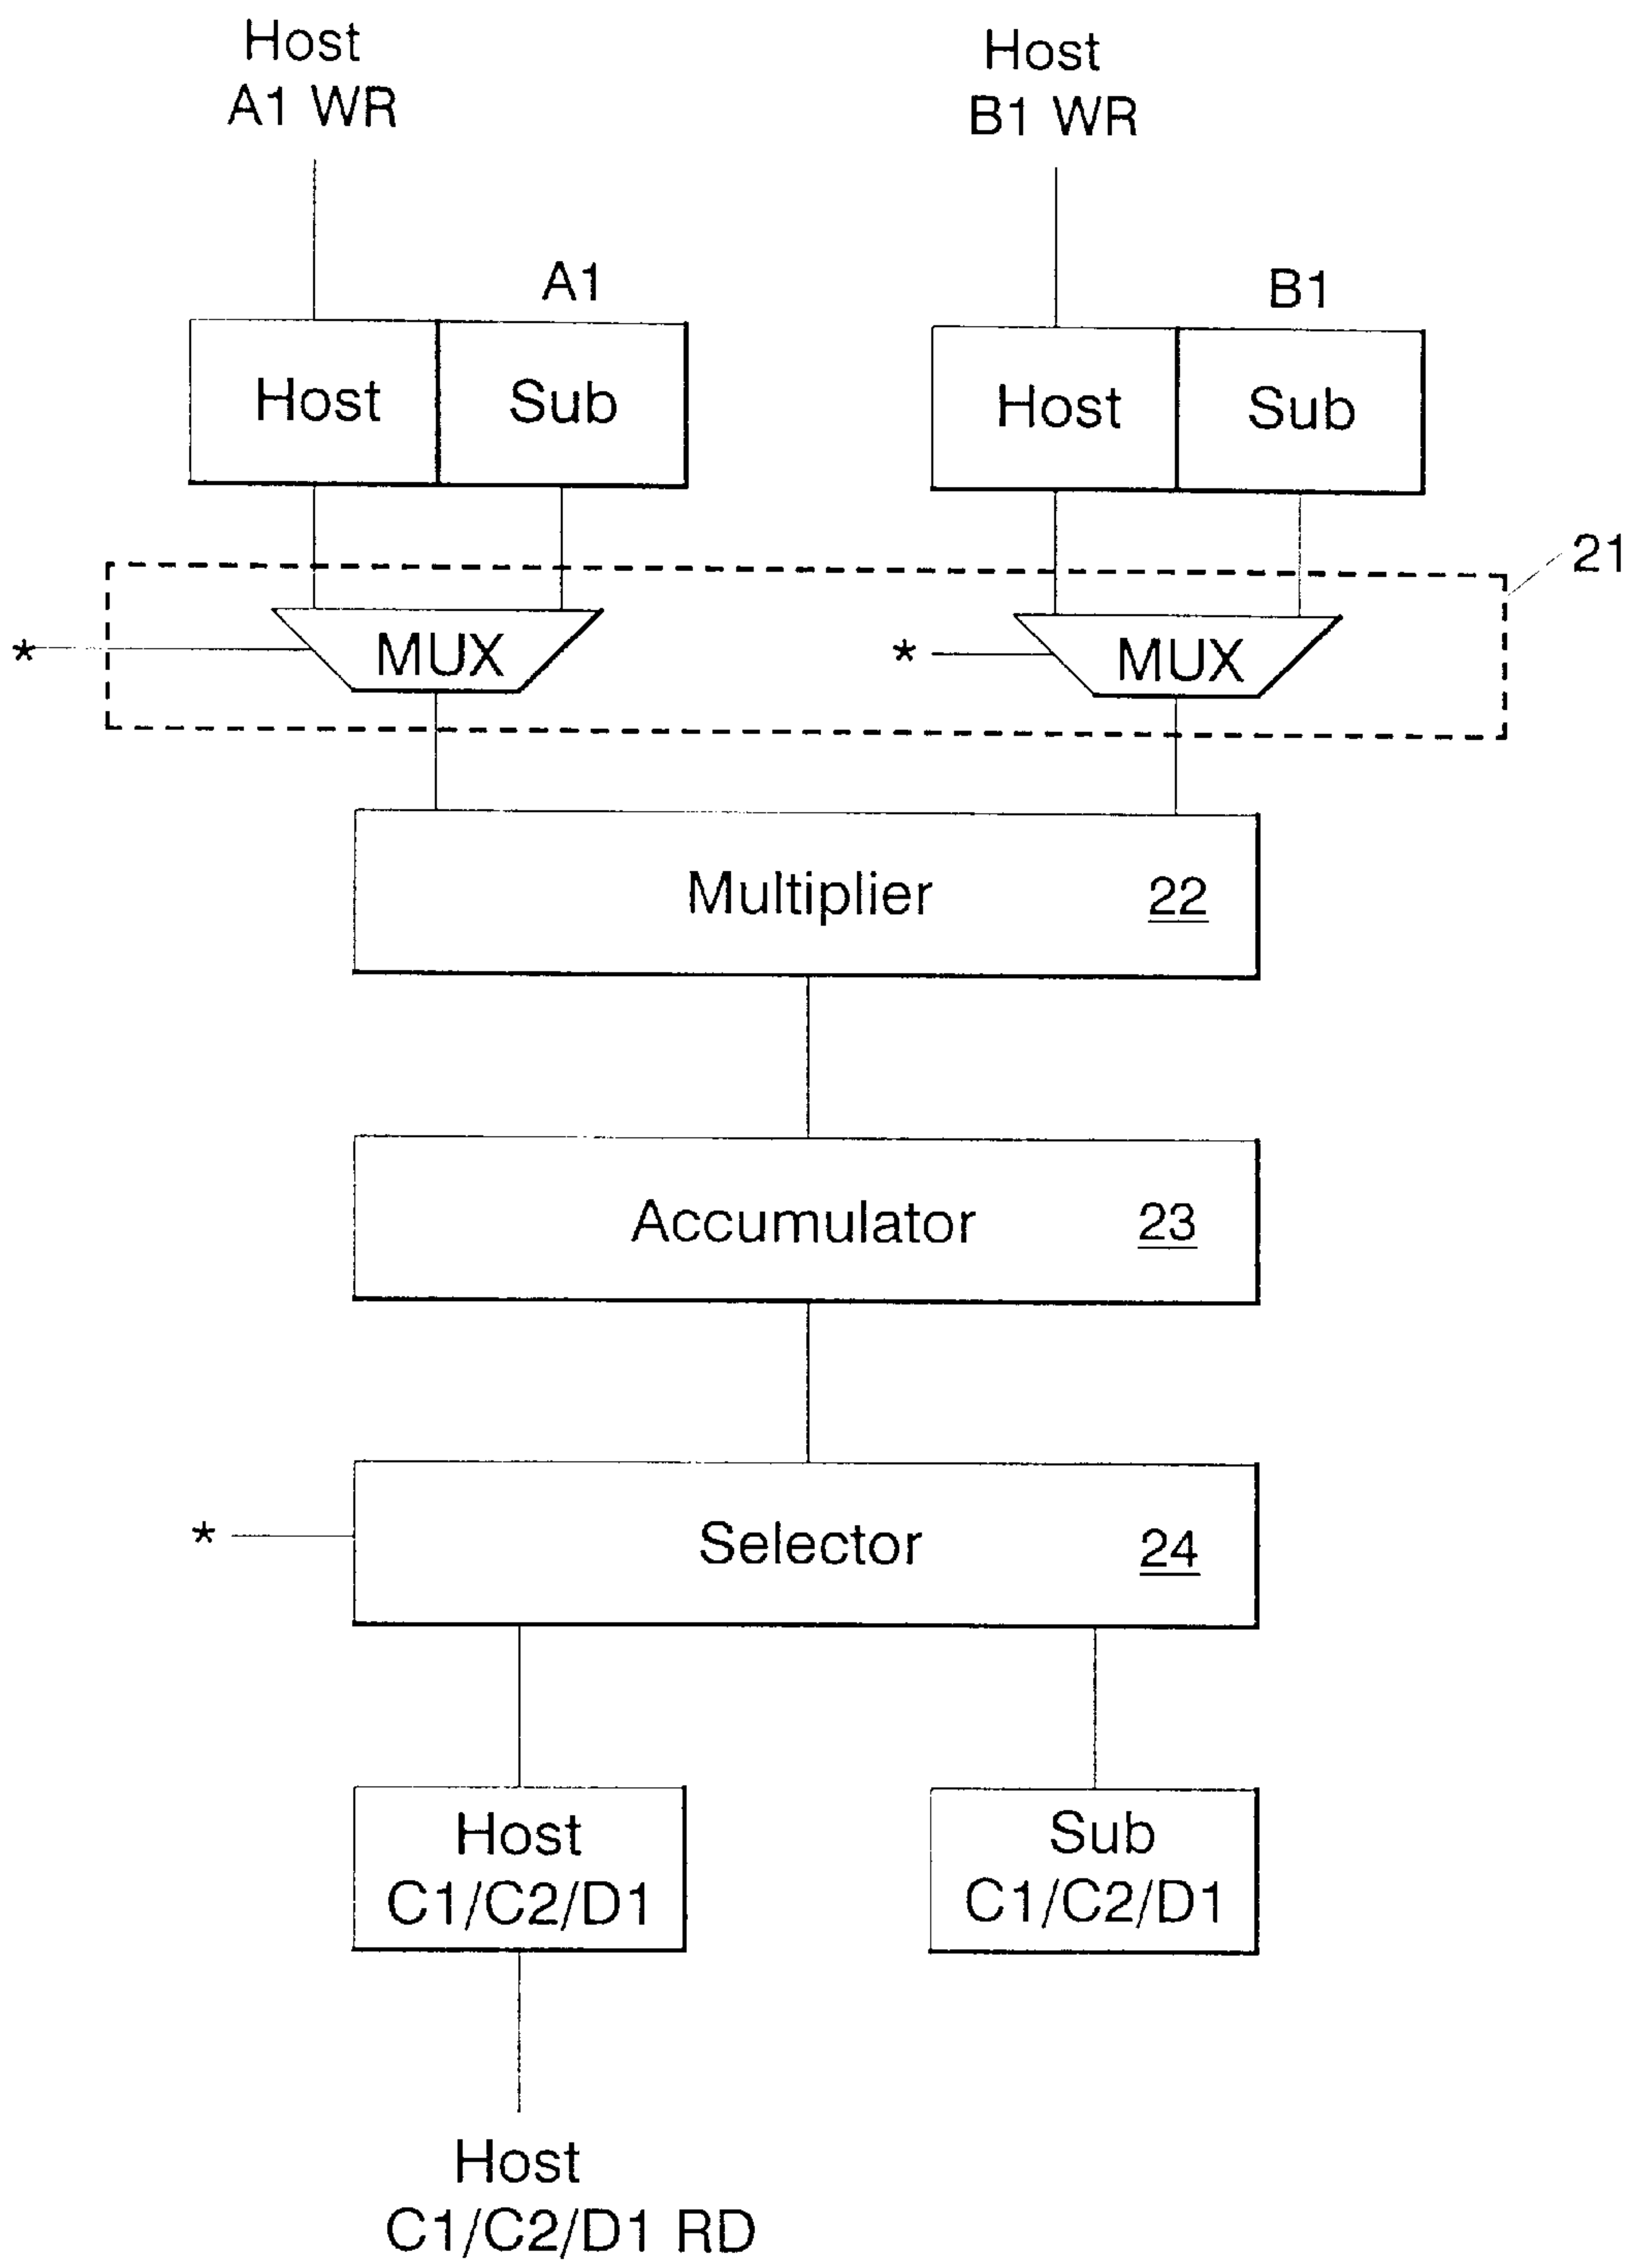 Host
A1 WR
Host
B1 WR
A1
B1
Host
Sub
Host
Sub
21
*
MUX
*
MUX
Multiplier 22
Accumulator 23
*
Selector 24
Host
C1/C2/D1
Sub
C1/C2/D1
Host
C1/C2/D1 RD